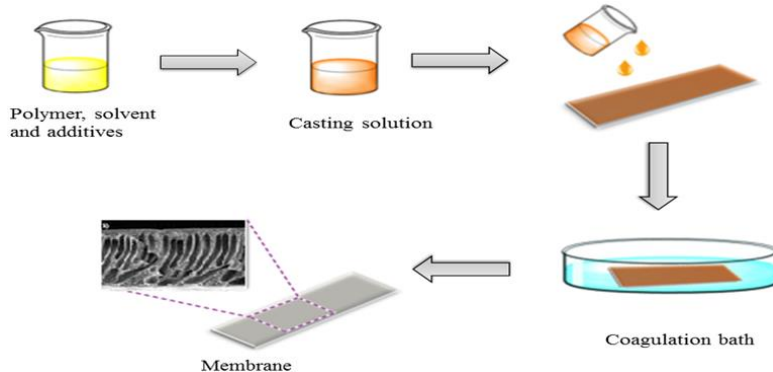 Polymer, solvent
and additives
Casting solution
Coagulation bath
Membrane